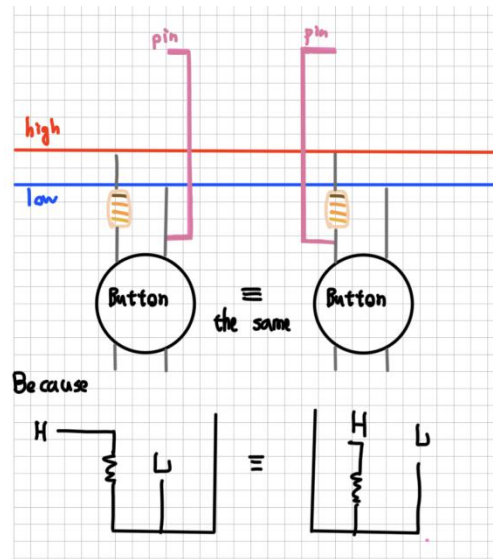 pin pin
high
low
Button ≡ Button
the same
Because
H L ≡ H L